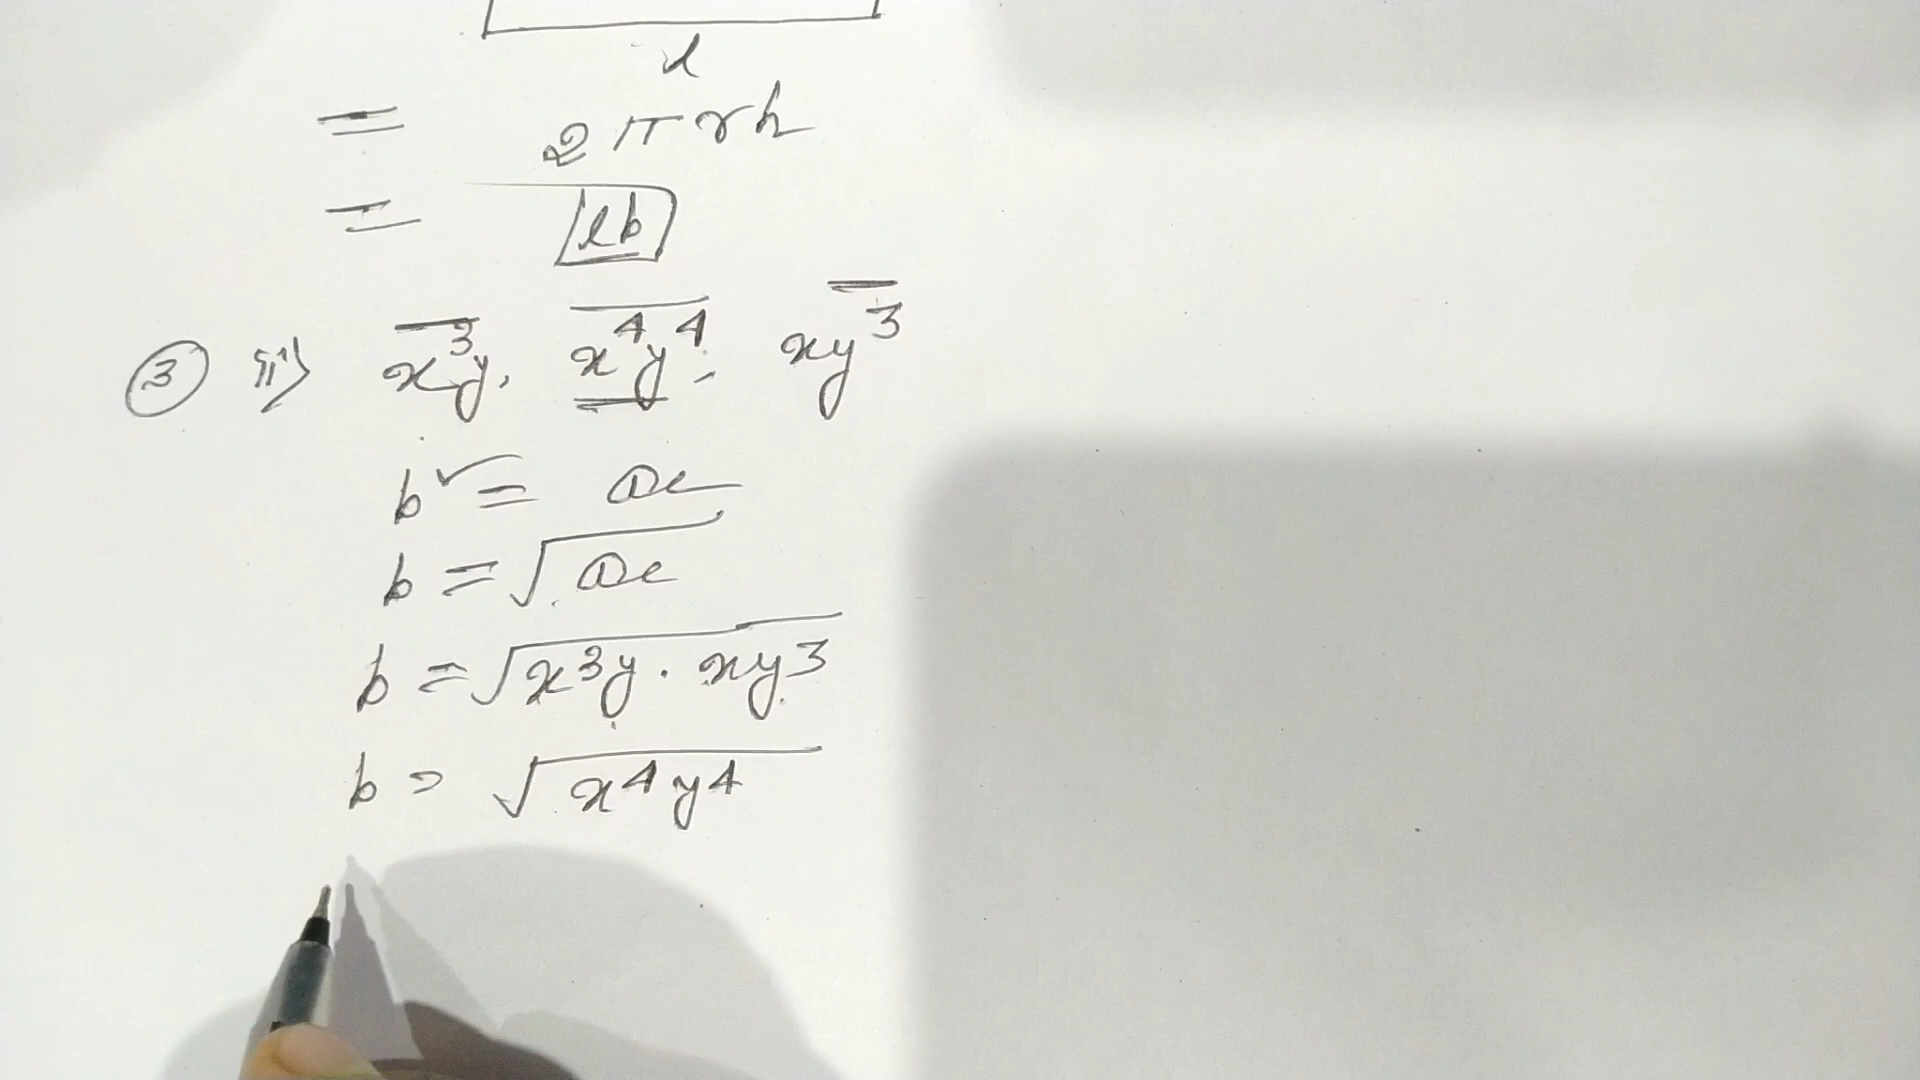 l
= 2πrh
= lb
③ ii) x³y, x⁴y⁴, xy³
b² = ac
b = √ac
b = √x³y · xy³
b = √x⁴y⁴